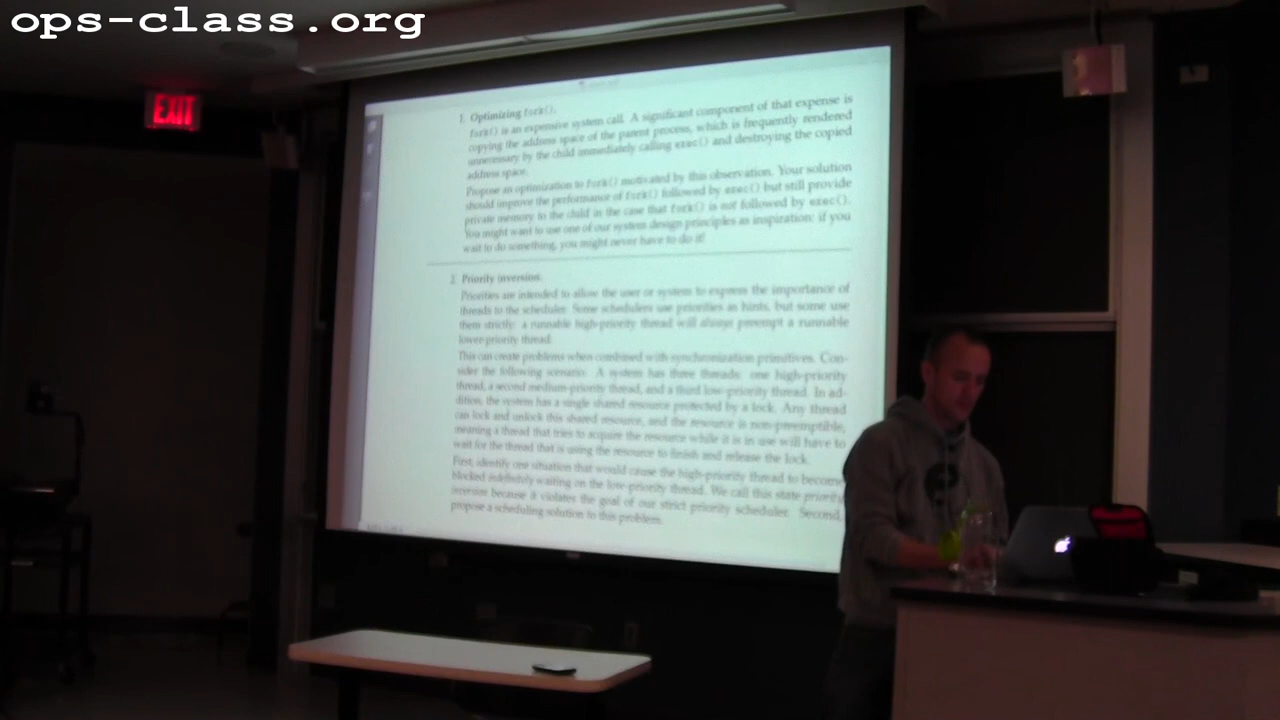 ops-class.org
EXIT
1. Optimizing fork().
fork() is an expensive system call. A significant component of that expense is
copying the address space of the parent process, which is frequently rendered
unnecessary by the child immediately calling exec() and destroying the copied
address space.
Propose an optimization to fork() motivated by this observation. Your solution
should improve the performance of fork() followed by exec() but still provide
private memory to the child in the case that fork() is not followed by exec().
You might want to use one of our system design principles as inspiration: if you
wait to do something, you might never have to do it!
2. Priority inversion.
Priorities are intended to allow the user or system to express the importance of
threads to the scheduler. Some schedulers use priorities as hints, but some use
them strictly: a runnable high-priority thread will always preempt a runnable
lower-priority thread.
This can create problems when combined with synchronization primitives. Con-
sider the following scenario. A system has three threads: one high-priority
thread, a second medium-priority thread, and a third low-priority thread. In ad-
dition, the system has a single shared resource protected by a lock. Any thread
can lock and unlock this shared resource, and the resource is non-preemptible,
meaning a thread that tries to acquire the resource while it is in use will have to
wait for the thread that is using the resource to finish and release the lock.
First, identify one situation that would cause the high-priority thread to become
blocked indefinitely waiting on the low-priority thread. We call this state priority
inversion because it violates the goal of our strict priority scheduler. Second,
propose a scheduling solution to this problem.